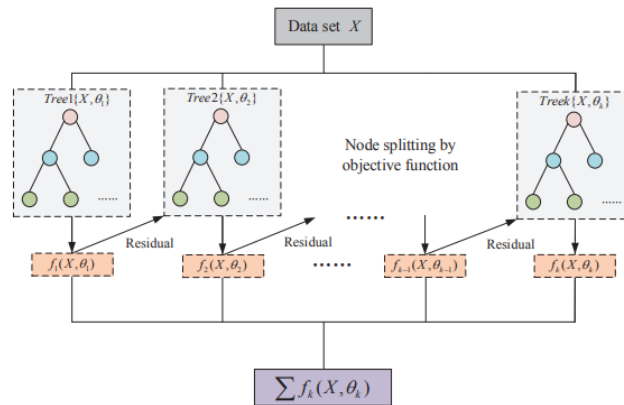 Data set X
Tree1{X,θ₁}
Tree2{X,θ₂}
Treek{X,θₖ}
Node splitting by
objective function
......
......
......
......
Residual
Residual
Residual
f₁(X,θ₁)
f₂(X,θ₂)
......
fₖ₋₁(X,θₖ₋₁)
fₖ(X,θₖ)
∑ fₖ(X,θₖ)